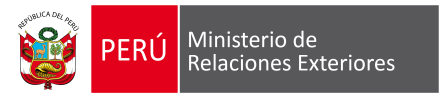 REPÚBLICA DEL PERÚ
PERÚ
Ministerio de
Relaciones Exteriores